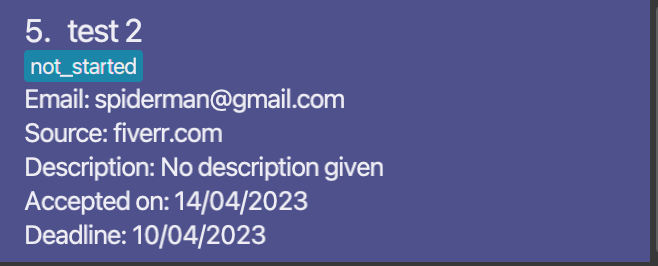 5. test 2
not_started
Email: spiderman@gmail.com
Source: fiverr.com
Description: No description given
Accepted on: 14/04/2023
Deadline: 10/04/2023